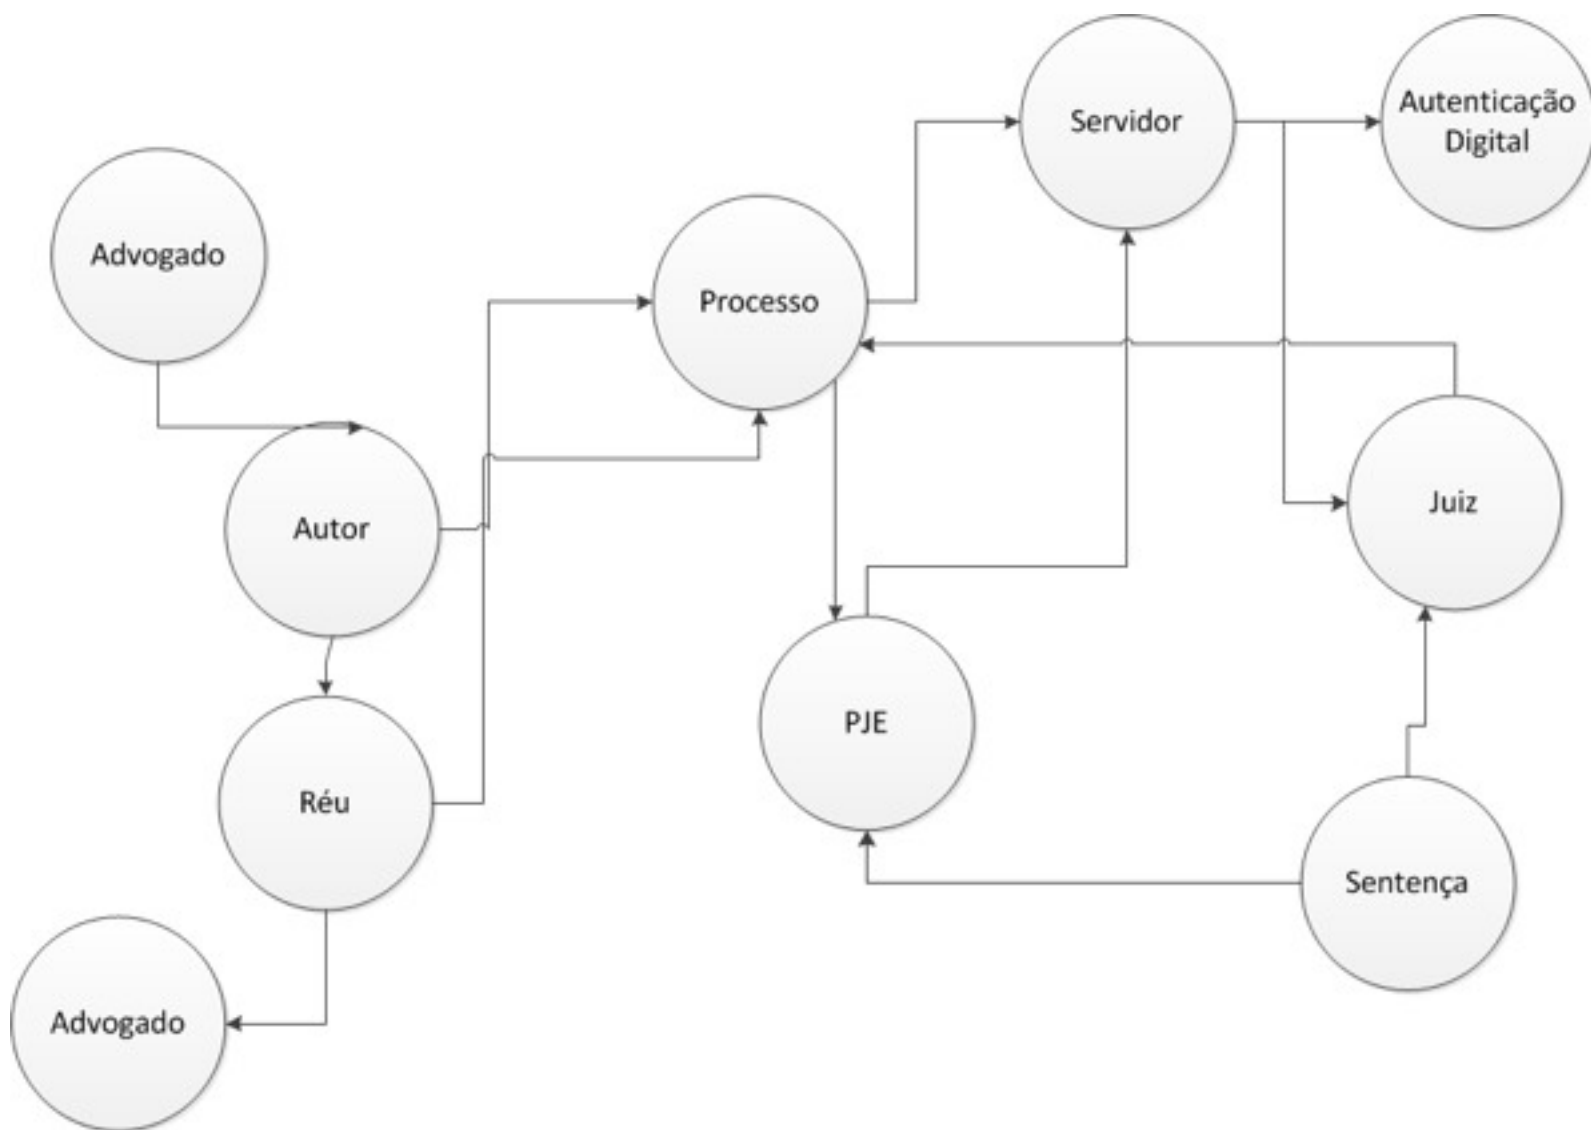 Servidor
Autenticação
Digital
Advogado
Processo
Autor
Juiz
PJE
Réu
Sentença
Advogado